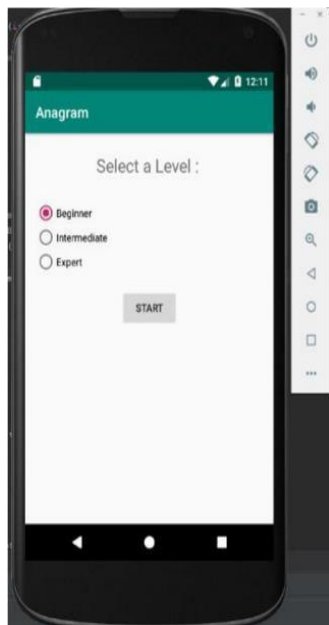 12:11
Anagram
Select a Level :
Beginner
Intermediate
Expert
START